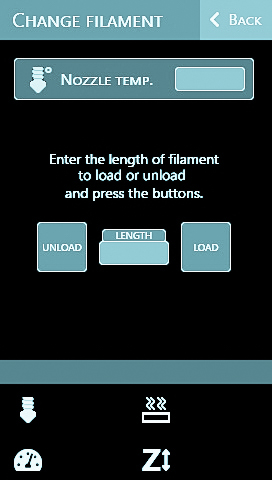 Change filament
Back
Nozzle temp.
Enter the length of filament
to load or unload
and press the buttons.
LENGTH
UNLOAD
LOAD
Z